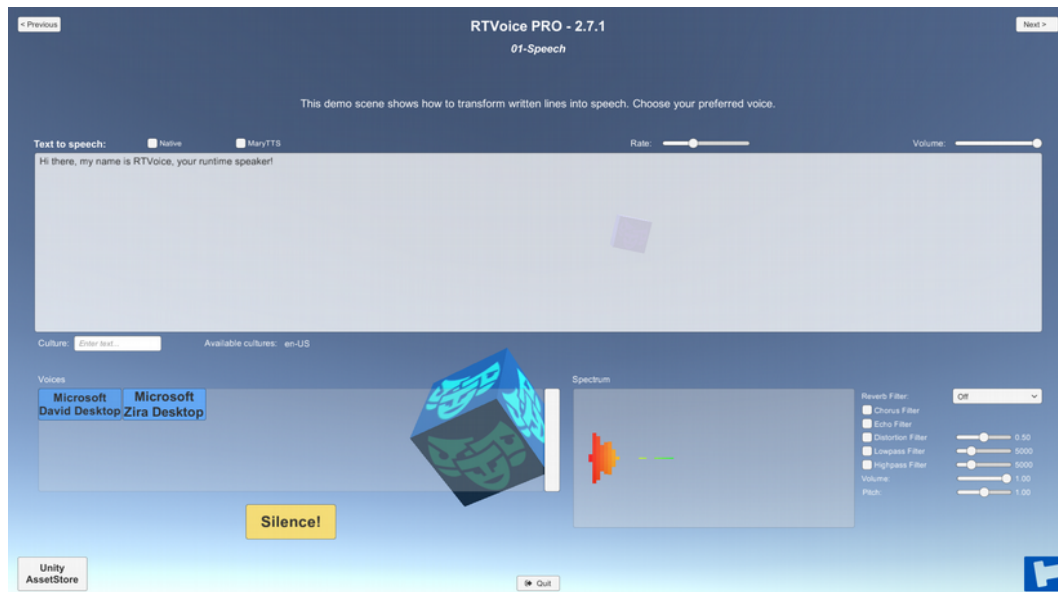 < Previous
RTVoice PRO - 2.7.1
Next >
01-Speech
This demo scene shows how to transform written lines into speech. Choose your preferred voice.
Text to speech:
Native
MaryTTS
Rate:
Volume:
Hi there, my name is RTVoice, your runtime speaker!
Culture:
Enter text...
Available cultures: en-US
Voices
Microsoft
David Desktop
Microsoft
Zira Desktop
Spectrum
Reverb Filter:
Off
Chorus Filter
Echo Filter
Distortion Filter
0.50
Lowpass Filter
5000
Highpass Filter
5000
Volume:
1.00
Pitch:
1.00
Silence!
Unity
AssetStore
Quit